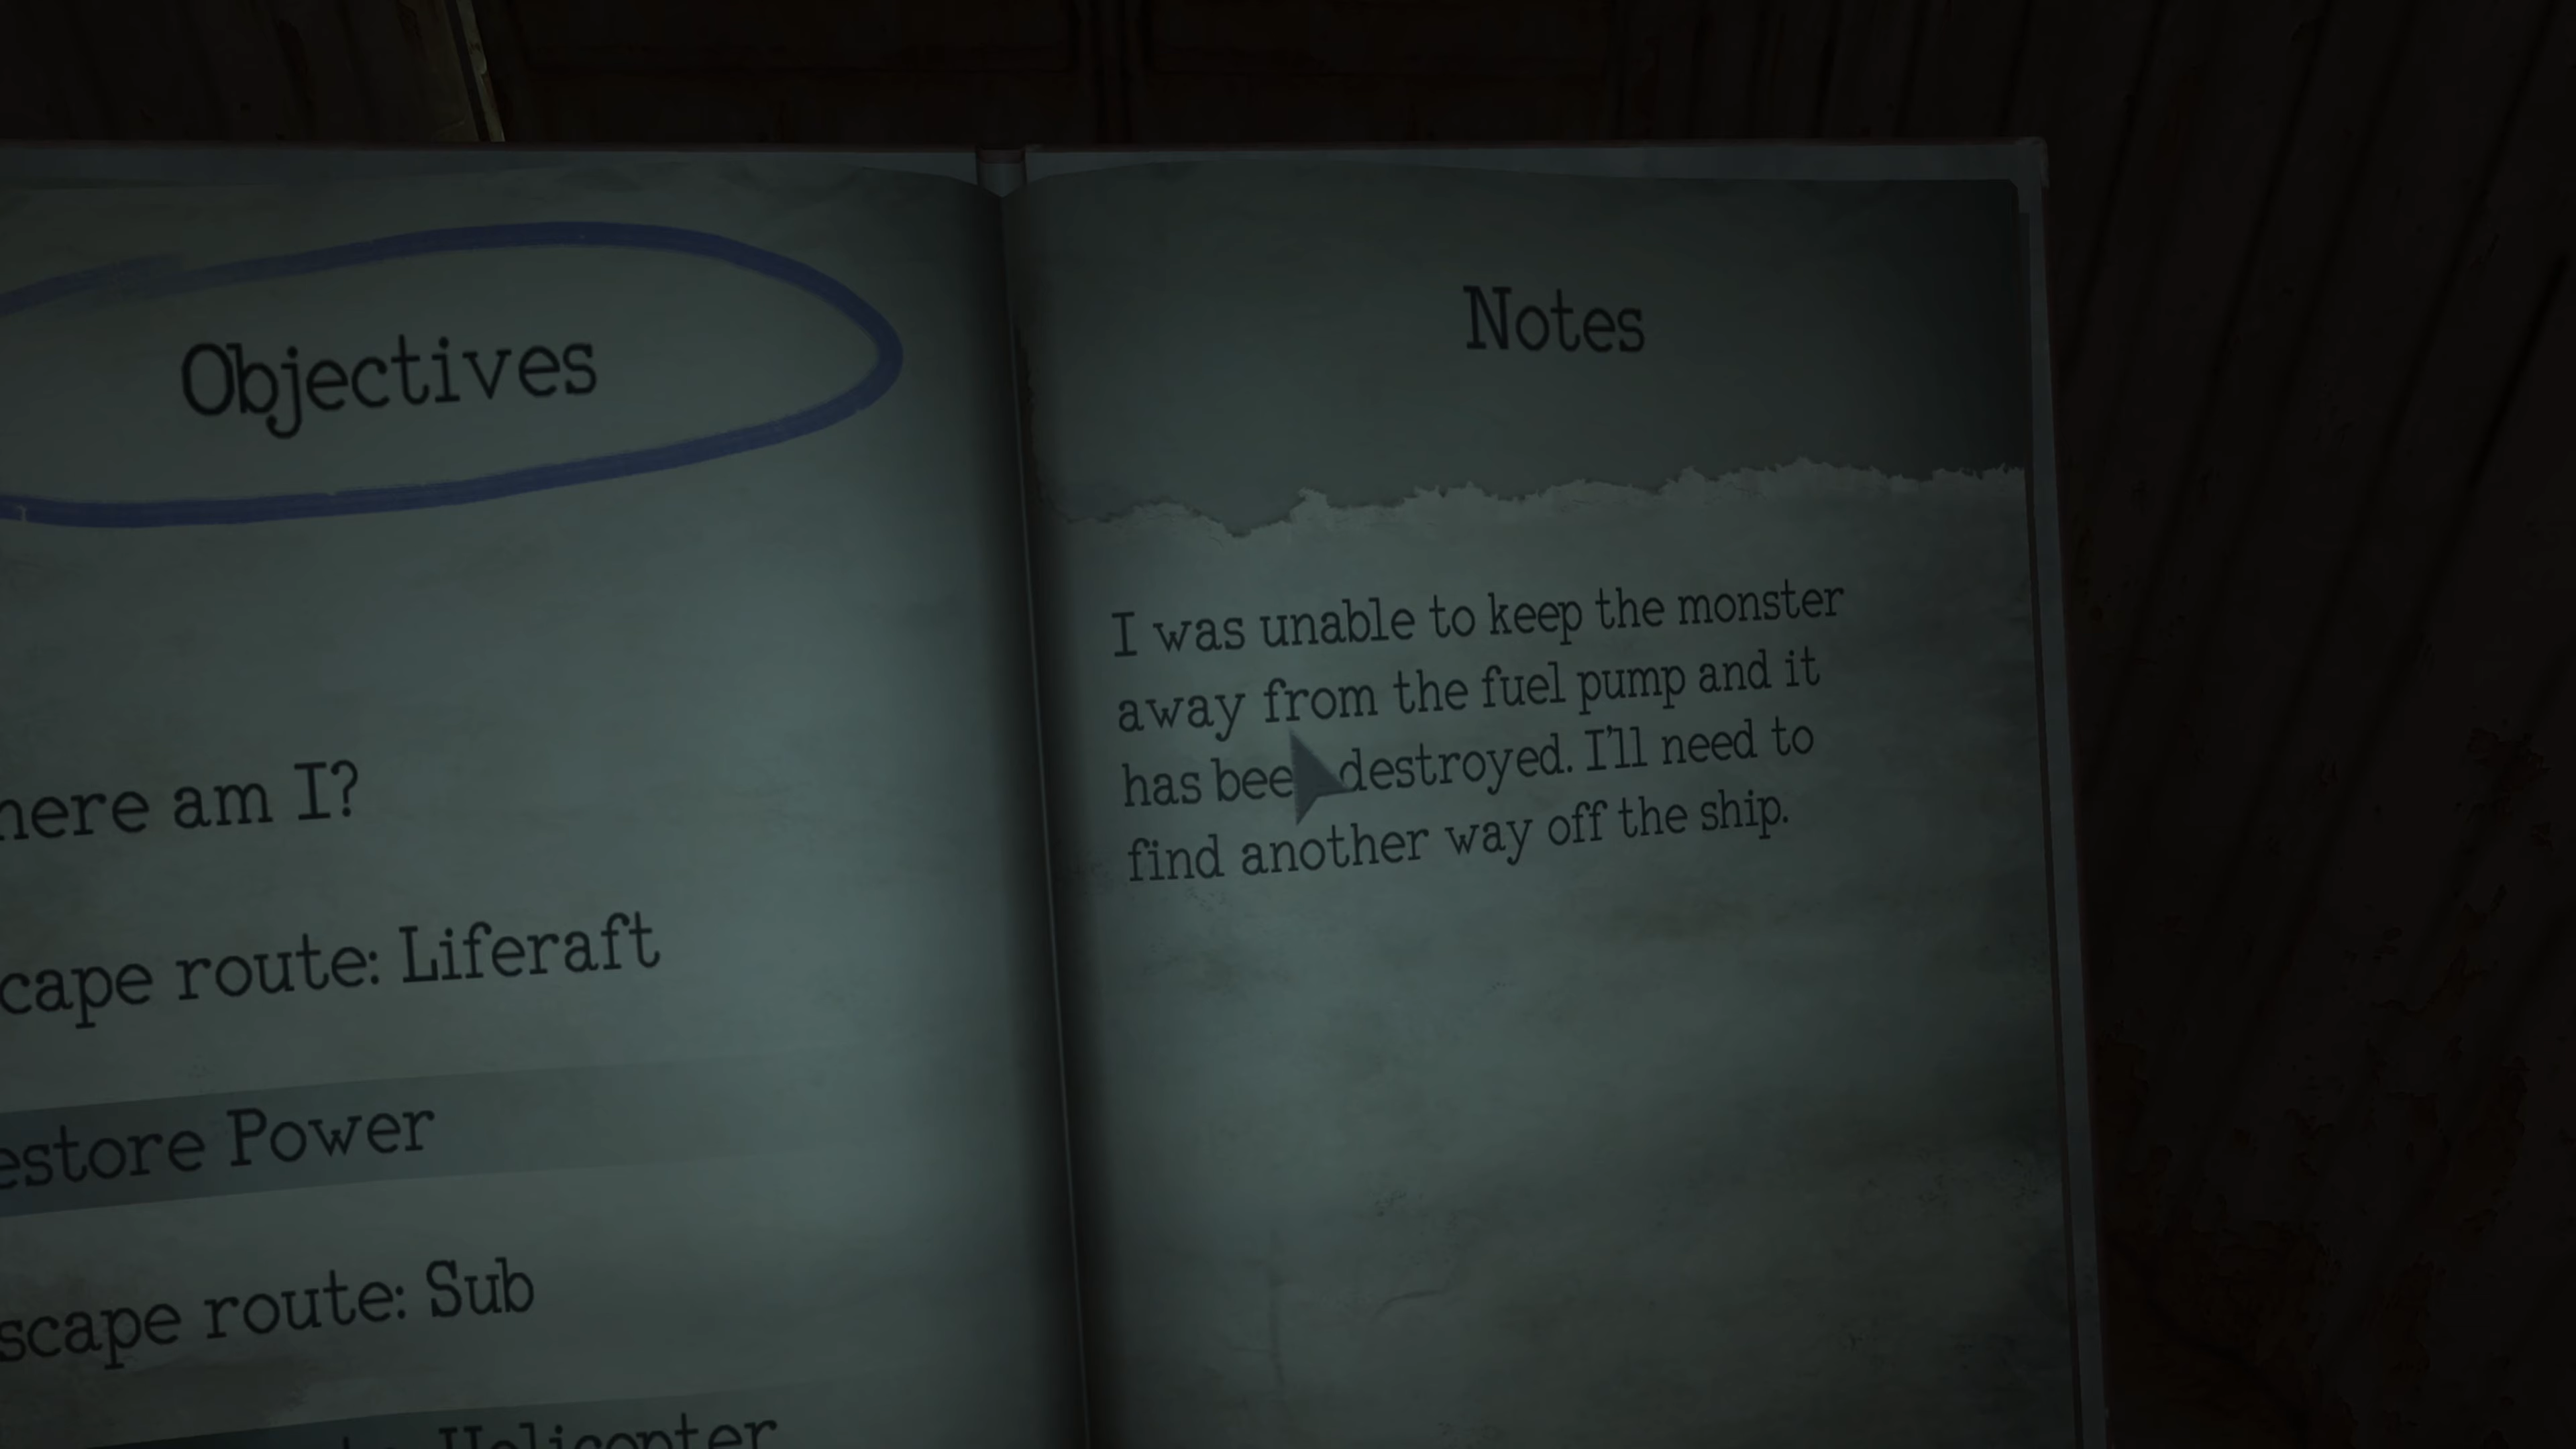 Objectives
here am I?
cape route: Liferaft
estore Power
scape route: Sub
Helicopter
Notes
I was unable to keep the monster
away from the fuel pump and it
has bee destroyed. I'll need to
find another way off the ship.